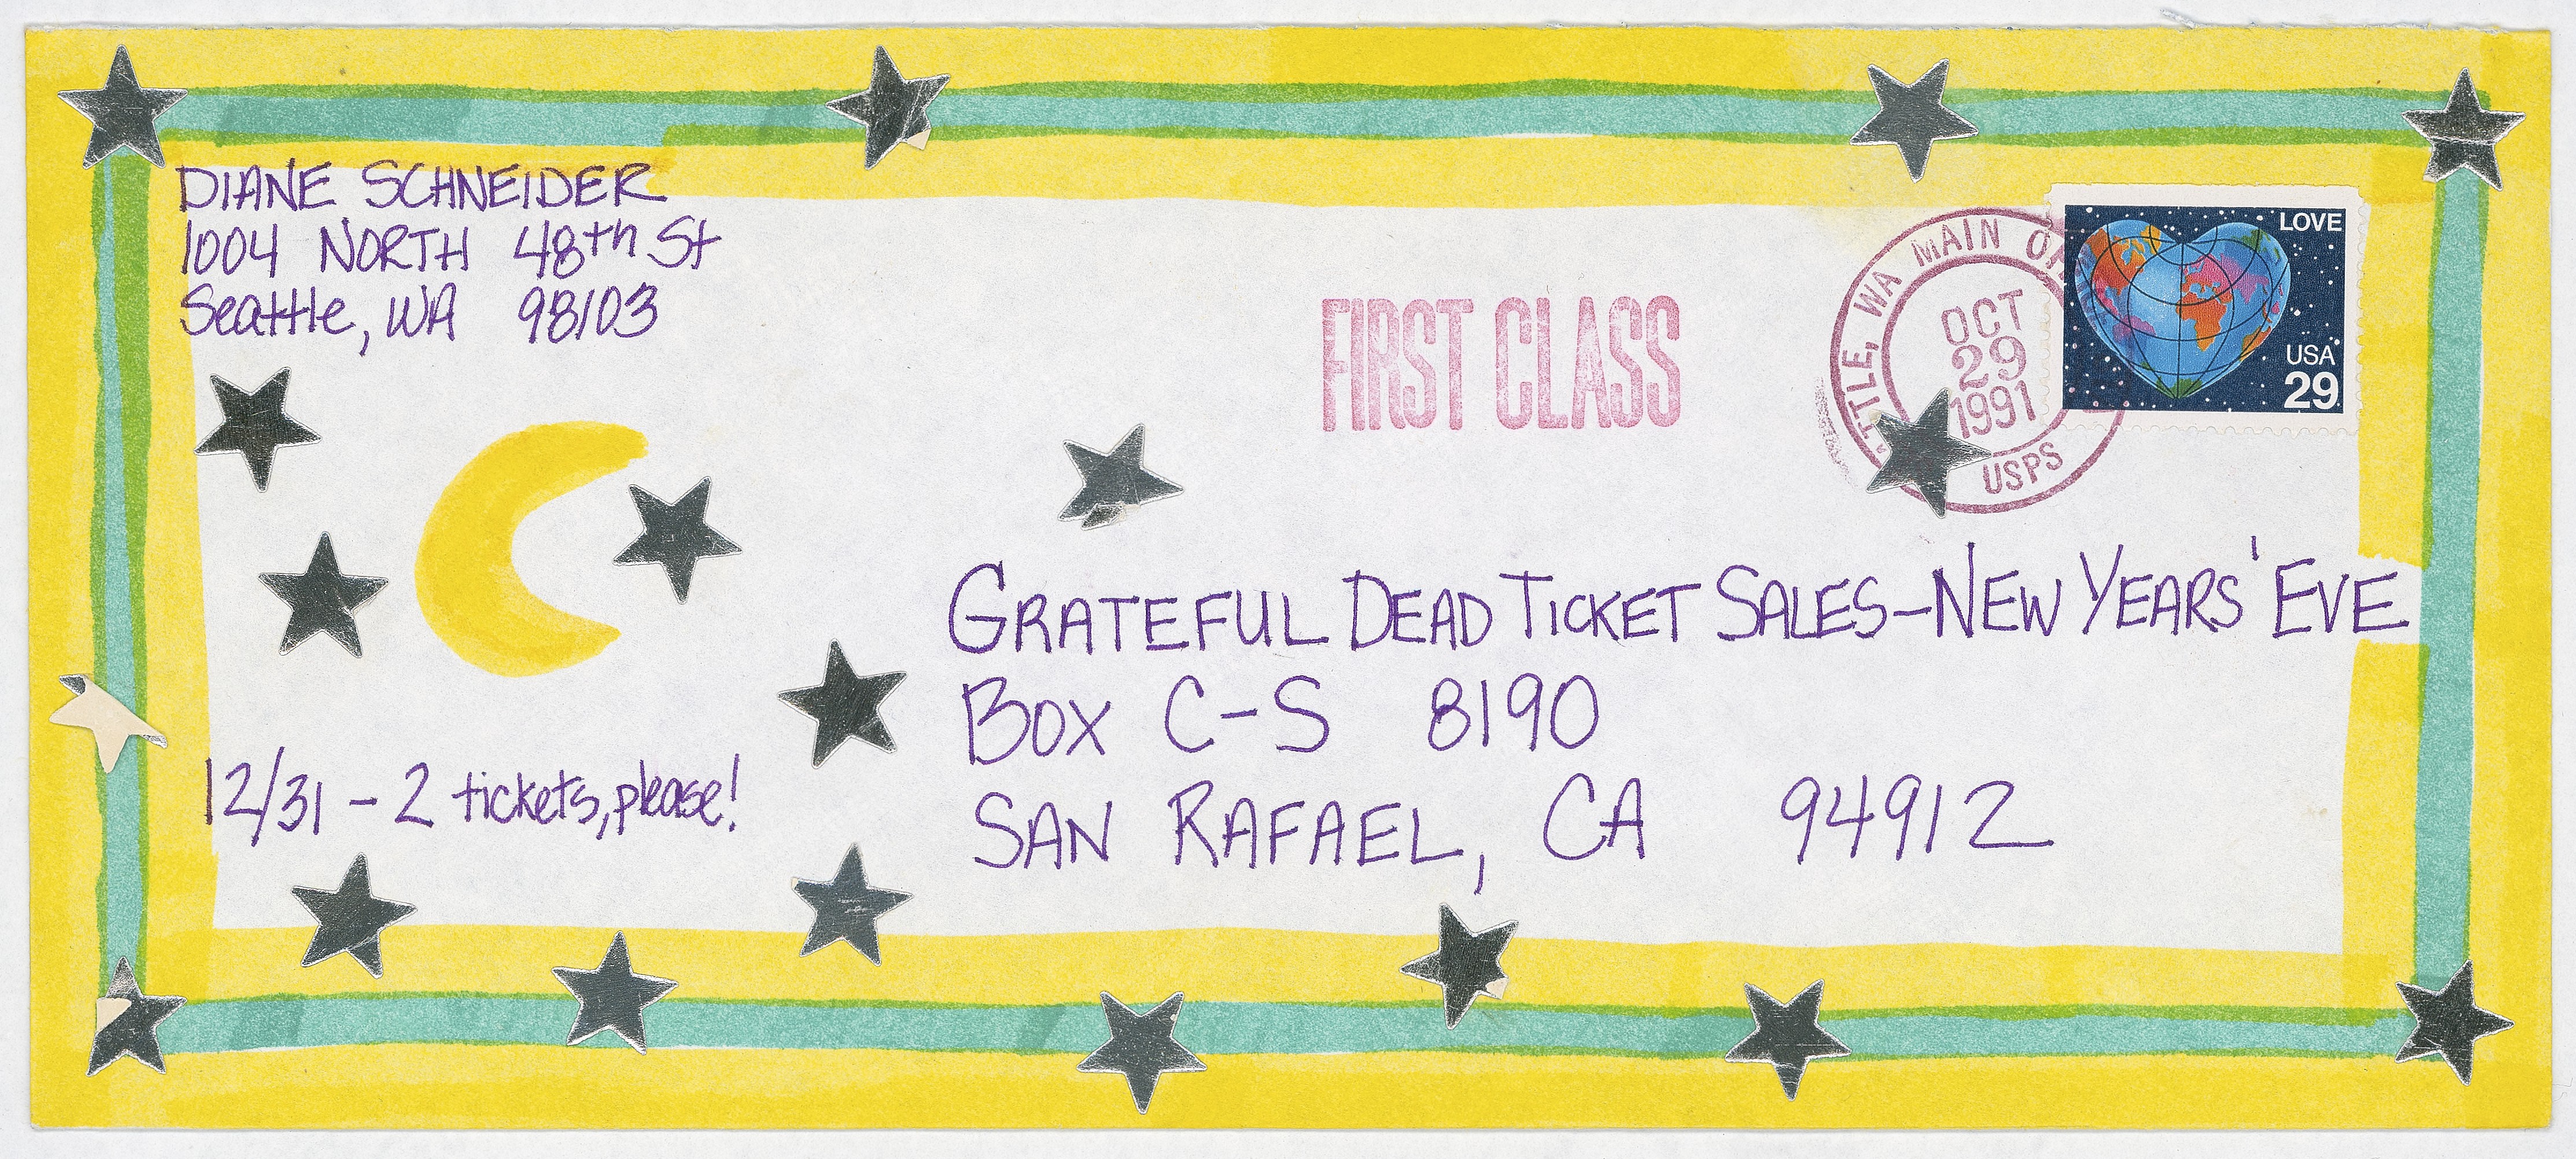 DIANE SCHNEIDER
1004 NORTH 48th St
Seattle, WA 98103
FIRST CLASS
TTLE, WA MAIN
OCT
29
1991
USPS
LOVE
USA
29
GRATEFUL DEAD TICKET SALES-NEW YEARS' EVE
BOX C-S 8190
SAN RAFAEL, CA 94912
12/31 - 2 tickets, please!